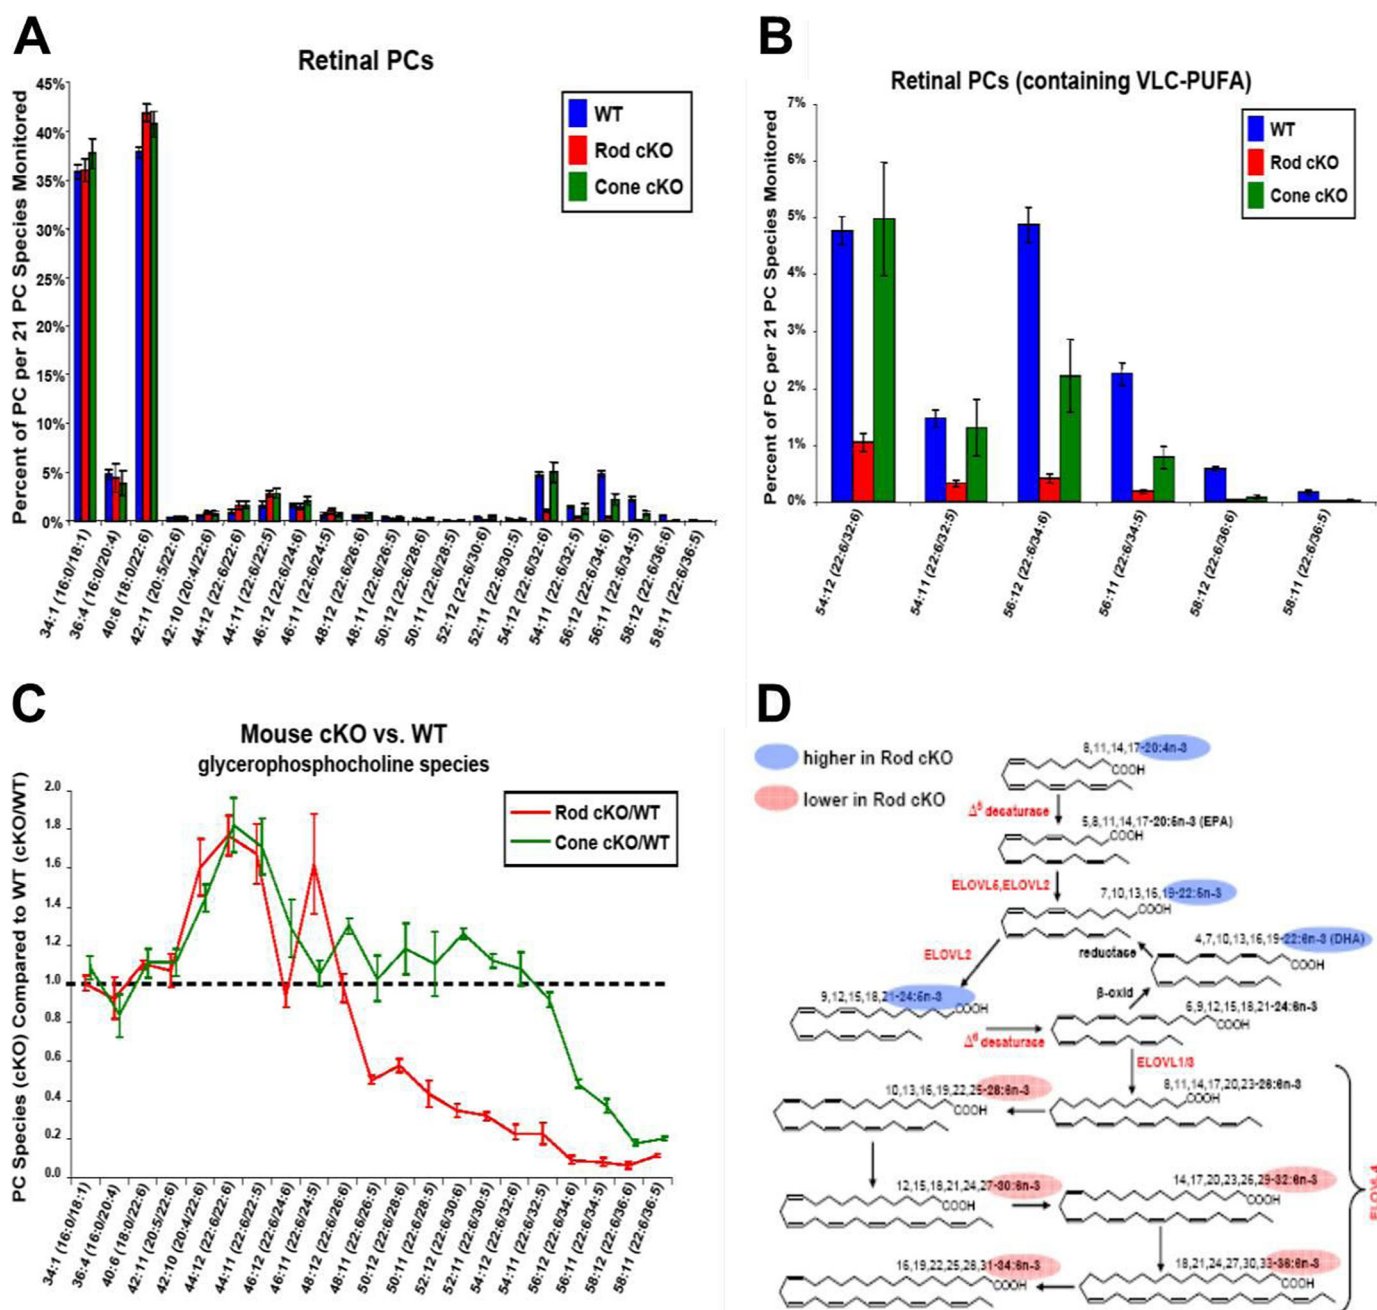 A
Retinal PCs
Percent of PC per 21 PC Species Monitored
45%
40%
35%
30%
25%
20%
15%
10%
5%
0%
WT
Rod cKO
Cone cKO
34:1 (16:0/18:1)
36:4 (16:0/20:4)
40:6 (18:0/22:6)
42:11 (20:5/22:6)
42:10 (20:4/22:6)
44:12 (22:6/22:6)
44:11 (22:6/22:5)
46:12 (22:6/24:6)
46:11 (22:6/24:5)
48:12 (22:6/26:6)
48:11 (22:6/26:5)
50:12 (22:6/28:6)
50:11 (22:6/28:5)
52:12 (22:6/30:6)
52:11 (22:6/30:5)
54:12 (22:6/32:6)
54:11 (22:6/32:5)
56:12 (22:6/34:6)
56:11 (22:6/34:5)
58:12 (22:6/36:6)
58:11 (22:6/36:5)
B
Retinal PCs (containing VLC-PUFA)
Percent of PC per 21 PC Species Monitored
7%
6%
5%
4%
3%
2%
1%
0%
WT
Rod cKO
Cone cKO
54:12 (22:6/32:6)
54:11 (22:6/32:5)
56:12 (22:6/34:6)
56:11 (22:6/34:5)
58:12 (22:6/36:6)
58:11 (22:6/36:5)
C
Mouse cKO vs. WT
glycerophosphocholine species
PC Species (cKO) Compared to WT (cKO/WT)
2.0
1.8
1.6
1.4
1.2
1.0
0.8
0.6
0.4
0.2
0.0
Rod cKO/WT
Cone cKO/WT
34:1 (16:0/18:1)
36:4 (16:0/20:4)
40:6 (18:0/22:6)
42:11 (20:5/22:6)
42:10 (20:4/22:6)
44:12 (22:6/22:6)
44:11 (22:6/22:5)
46:12 (22:6/24:6)
46:11 (22:6/24:5)
48:12 (22:6/26:6)
48:11 (22:6/26:5)
50:12 (22:6/28:6)
50:11 (22:6/28:5)
52:12 (22:6/30:6)
52:11 (22:6/30:5)
54:12 (22:6/32:6)
54:11 (22:6/32:5)
56:12 (22:6/34:6)
56:11 (22:6/34:5)
58:12 (22:6/36:6)
58:11 (22:6/36:5)
D
higher in Rod cKO
lower in Rod cKO
8,11,14,17-20:4n-3
COOH
Δ5 desaturase
5,8,11,14,17-20:5n-3 (EPA)
COOH
ELOVL5,ELOVL2
7,10,13,16,19-22:5n-3
COOH
ELOVL2
reductase
4,7,10,13,16,19-22:6n-3 (DHA)
COOH
β-oxid
9,12,15,18,21-24:5n-3
COOH
Δ6 desaturase
6,9,12,15,18,21-24:6n-3
COOH
ELOVL1/3
10,13,16,19,22,25-28:6n-3
COOH
8,11,14,17,20,23-26:6n-3
COOH
12,15,18,21,24,27-30:6n-3
COOH
14,17,20,23,26,29-32:6n-3
COOH
16,19,22,25,28,31-34:6n-3
COOH
18,21,24,27,30,33-36:6n-3
COOH
ELOVL4